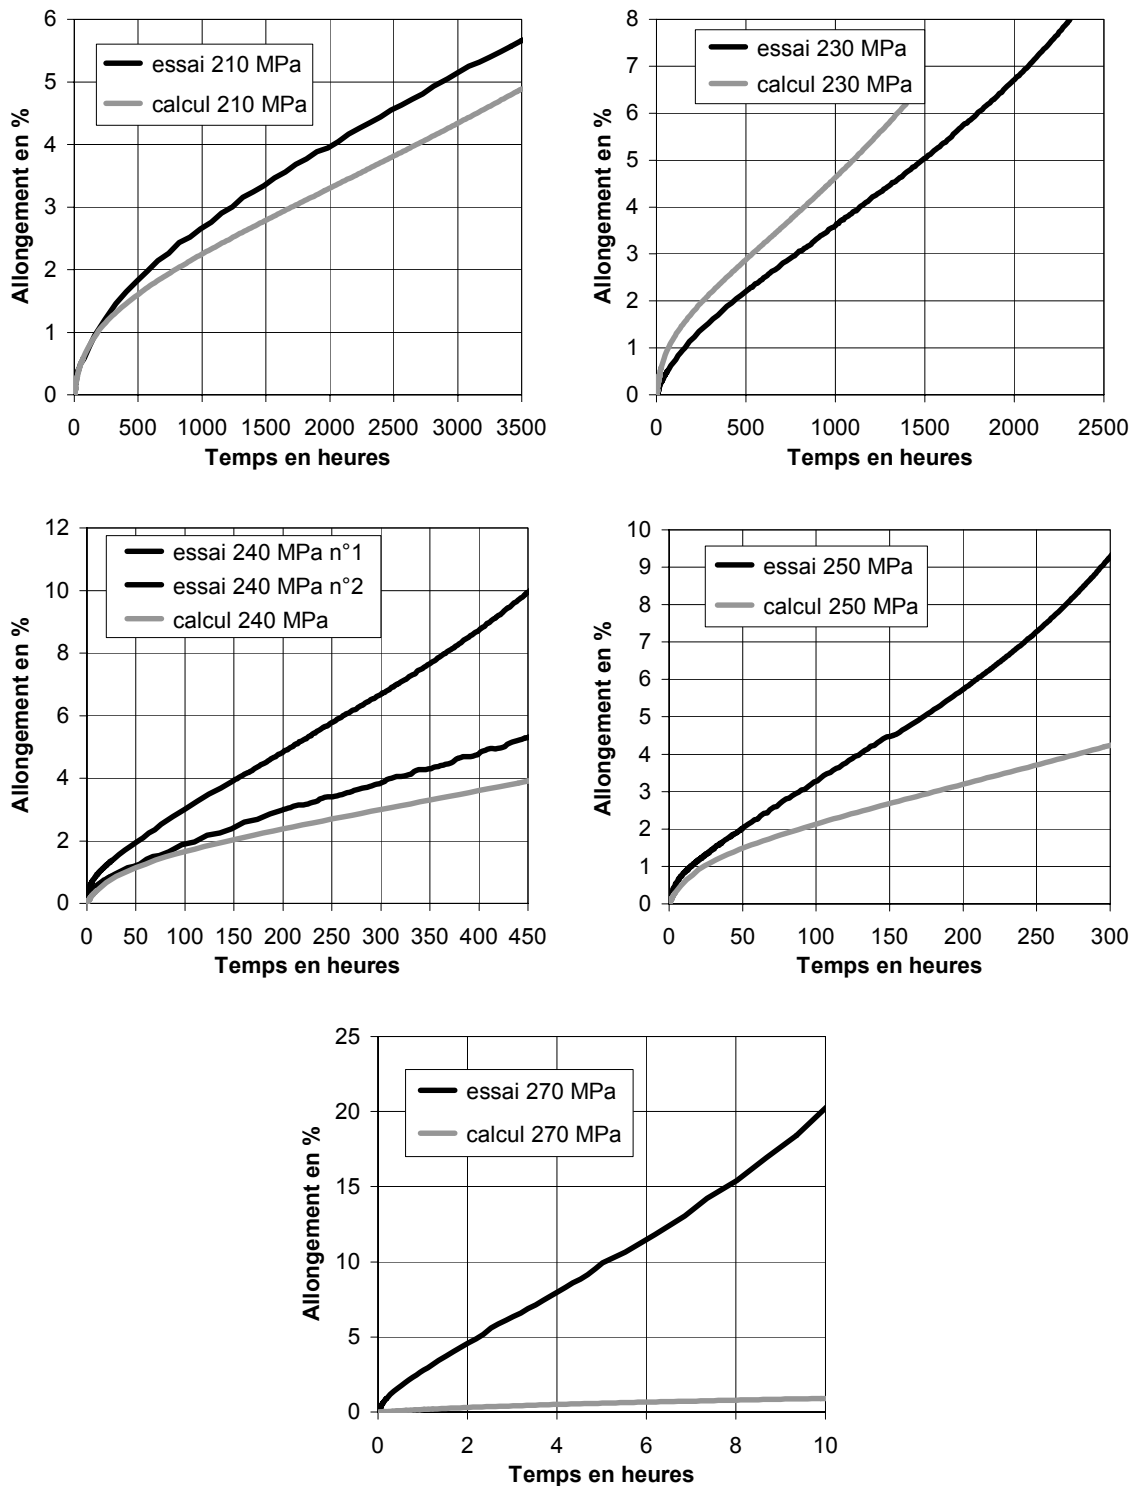 6
5
4
3
2
1
0
Allongement en %
essai 210 MPa
calcul 210 MPa
0 500 1000 1500 2000 2500 3000 3500
Temps en heures
8
7
6
5
4
3
2
1
0
Allongement en %
essai 230 MPa
calcul 230 MPa
0 500 1000 1500 2000 2500
Temps en heures
12
10
8
6
4
2
0
Allongement en %
essai 240 MPa n°1
essai 240 MPa n°2
calcul 240 MPa
0 50 100 150 200 250 300 350 400 450
Temps en heures
10
9
8
7
6
5
4
3
2
1
0
Allongement en %
essai 250 MPa
calcul 250 MPa
0 50 100 150 200 250 300
Temps en heures
25
20
15
10
5
0
Allongement en %
essai 270 MPa
calcul 270 MPa
0 2 4 6 8 10
Temps en heures